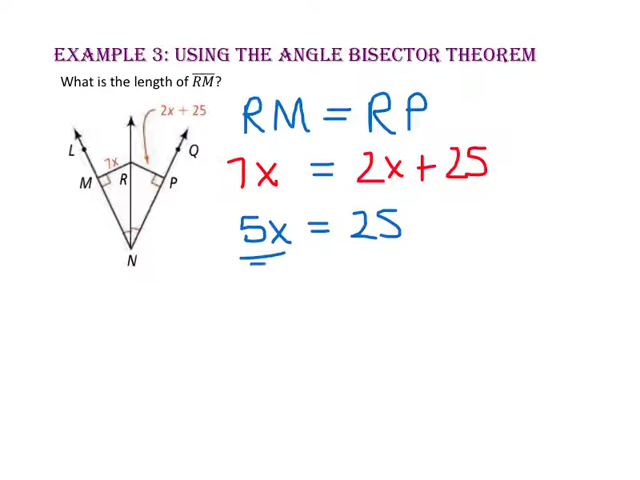 EXAMPLE 3: USING THE ANGLE BISECTOR THEOREM
What is the length of RM?
2x + 25
L
Q
7x
M
R
P
N
RM = RP
7x = 2x + 25
5x = 25